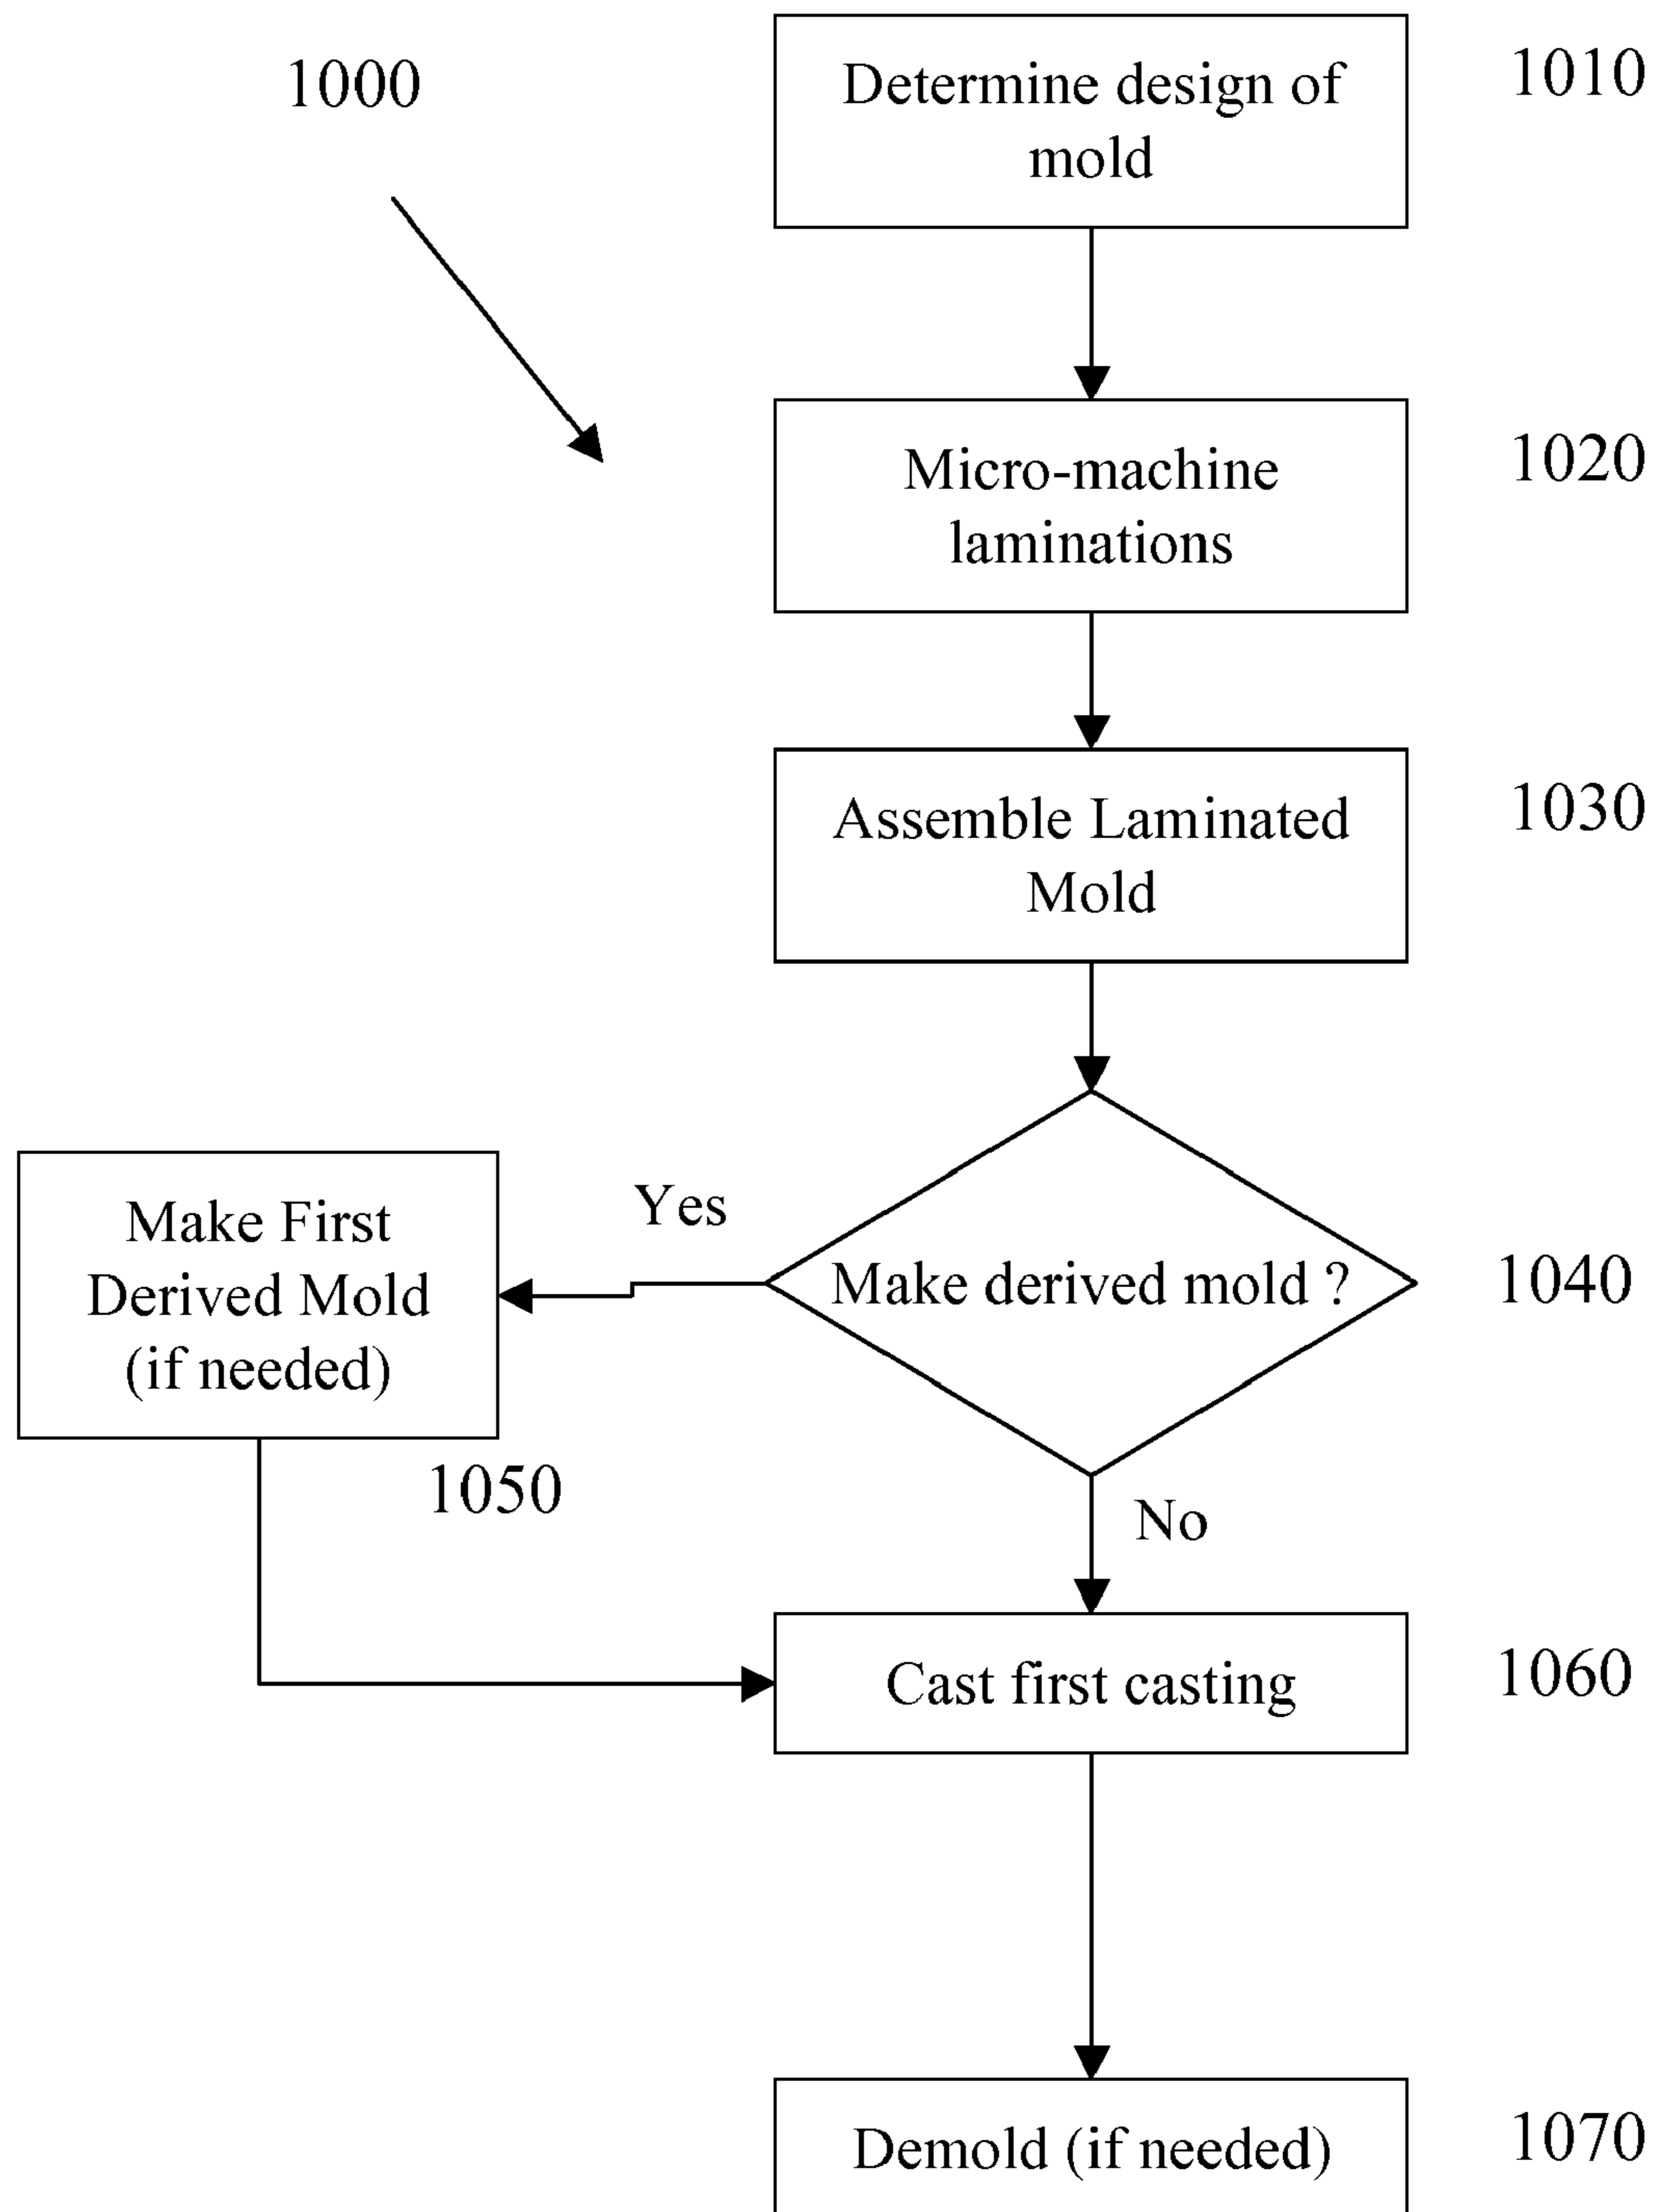 1000
Determine design of
mold
1010
Micro-machine
laminations
1020
Assemble Laminated
Mold
1030
Make derived mold ?
1040
Yes
Make First
Derived Mold
(if needed)
1050
No
Cast first casting
1060
Demold (if needed)
1070